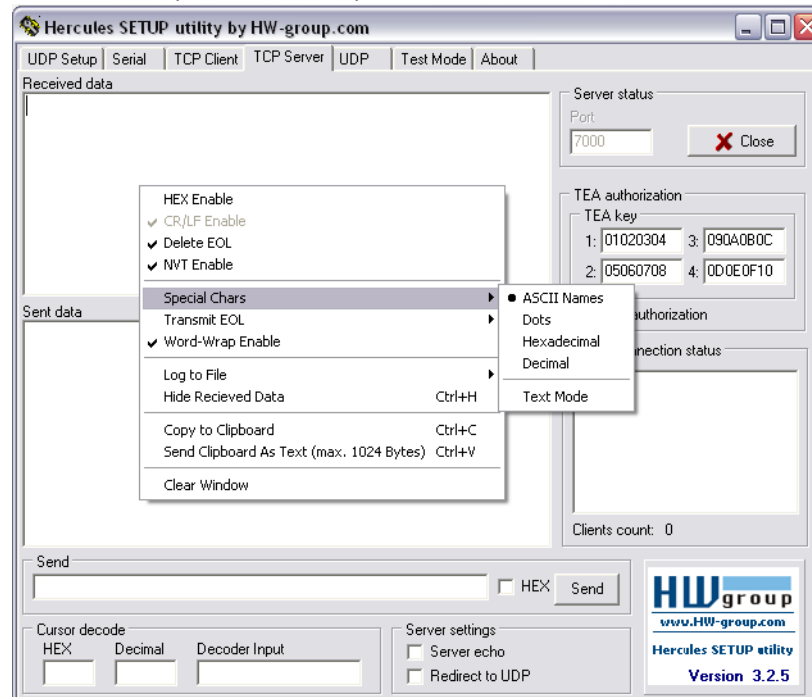 Hercules SETUP utility by HW-group.com
UDP Setup Serial TCP Client TCP Server UDP Test Mode About
Received data
Server status
Port
7000 Close
TEA authorization
TEA key
1: 01020304 3: 090A0B0C
2: 05060708 4: 0D0E0F10
HEX Enable
CR/LF Enable
Delete EOL
NVT Enable
Special Chars
Transmit EOL
Word-Wrap Enable
Log to File
Hide Recieved Data Ctrl+H
Copy to Clipboard Ctrl+C
Send Clipboard As Text (max. 1024 Bytes) Ctrl+V
Clear Window
ASCII Names
Dots
Hexadecimal
Decimal
Text Mode
Sent data
uthorization
nection status
Clients count: 0
Send
HEX Send
Cursor decode
HEX Decimal Decoder Input
Server settings
Server echo
Redirect to UDP
HWgroup
www.HW-group.com
Hercules SETUP utility
Version 3.2.5